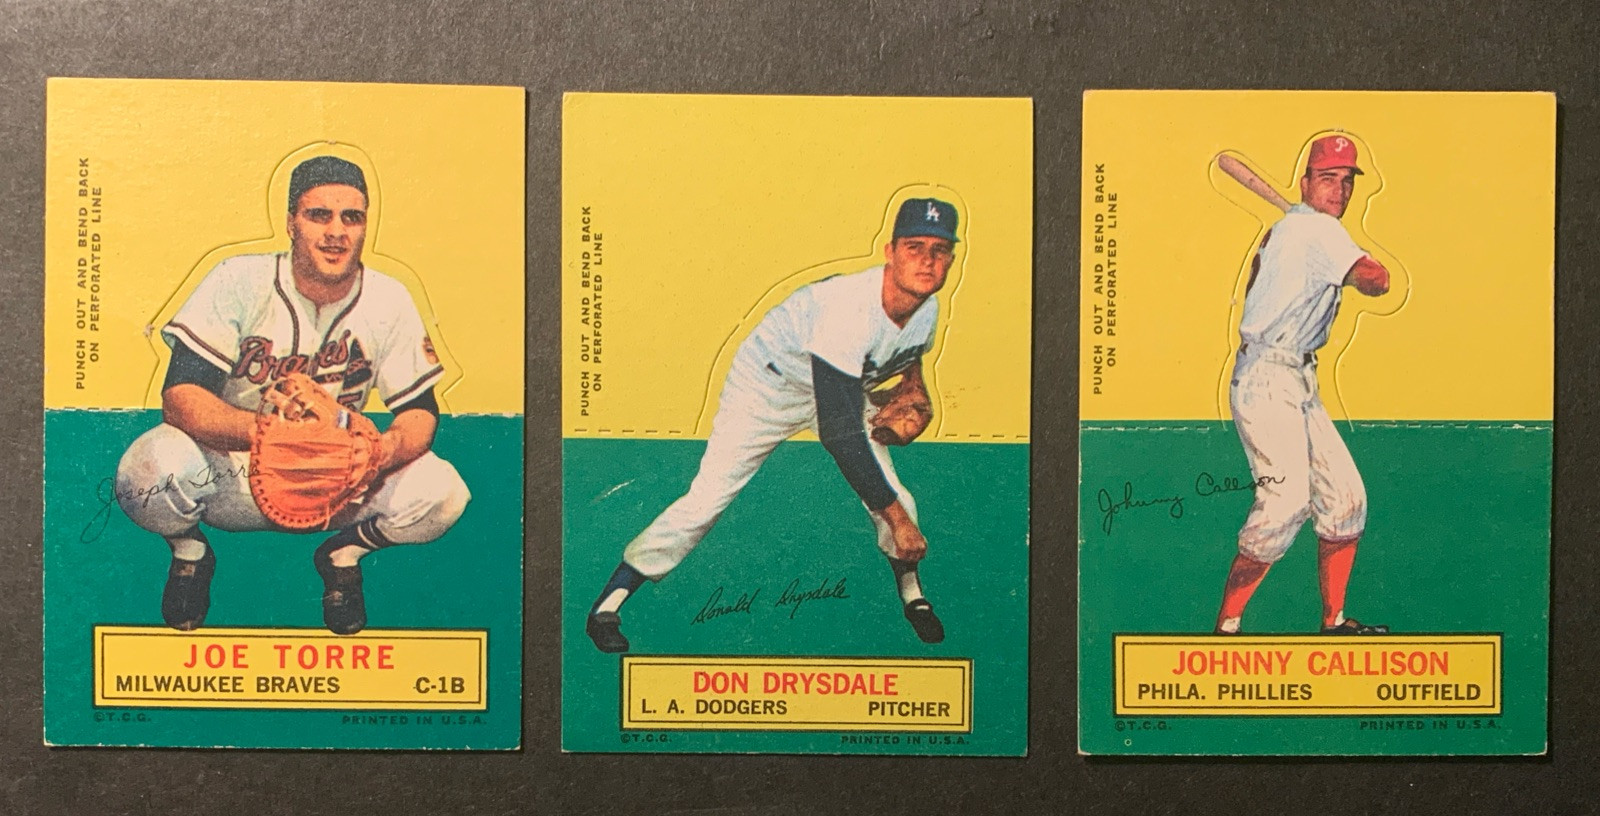 PUNCH OUT AND BEND BACK
ON PERFORATED LINE
Braves
Joseph Torre
JOE TORRE
MILWAUKEE BRAVES C-1B
©T.C.G. PRINTED IN U.S.A.
PUNCH OUT AND BEND BACK
ON PERFORATED LINE
LA
Donald Drysdale
DON DRYSDALE
L. A. DODGERS PITCHER
©T.C.G. PRINTED IN U.S.A.
PUNCH OUT AND BEND BACK
ON PERFORATED LINE
P
Johnny Callison
JOHNNY CALLISON
PHILA. PHILLIES OUTFIELD
©T.C.G. PRINTED IN U.S.A.